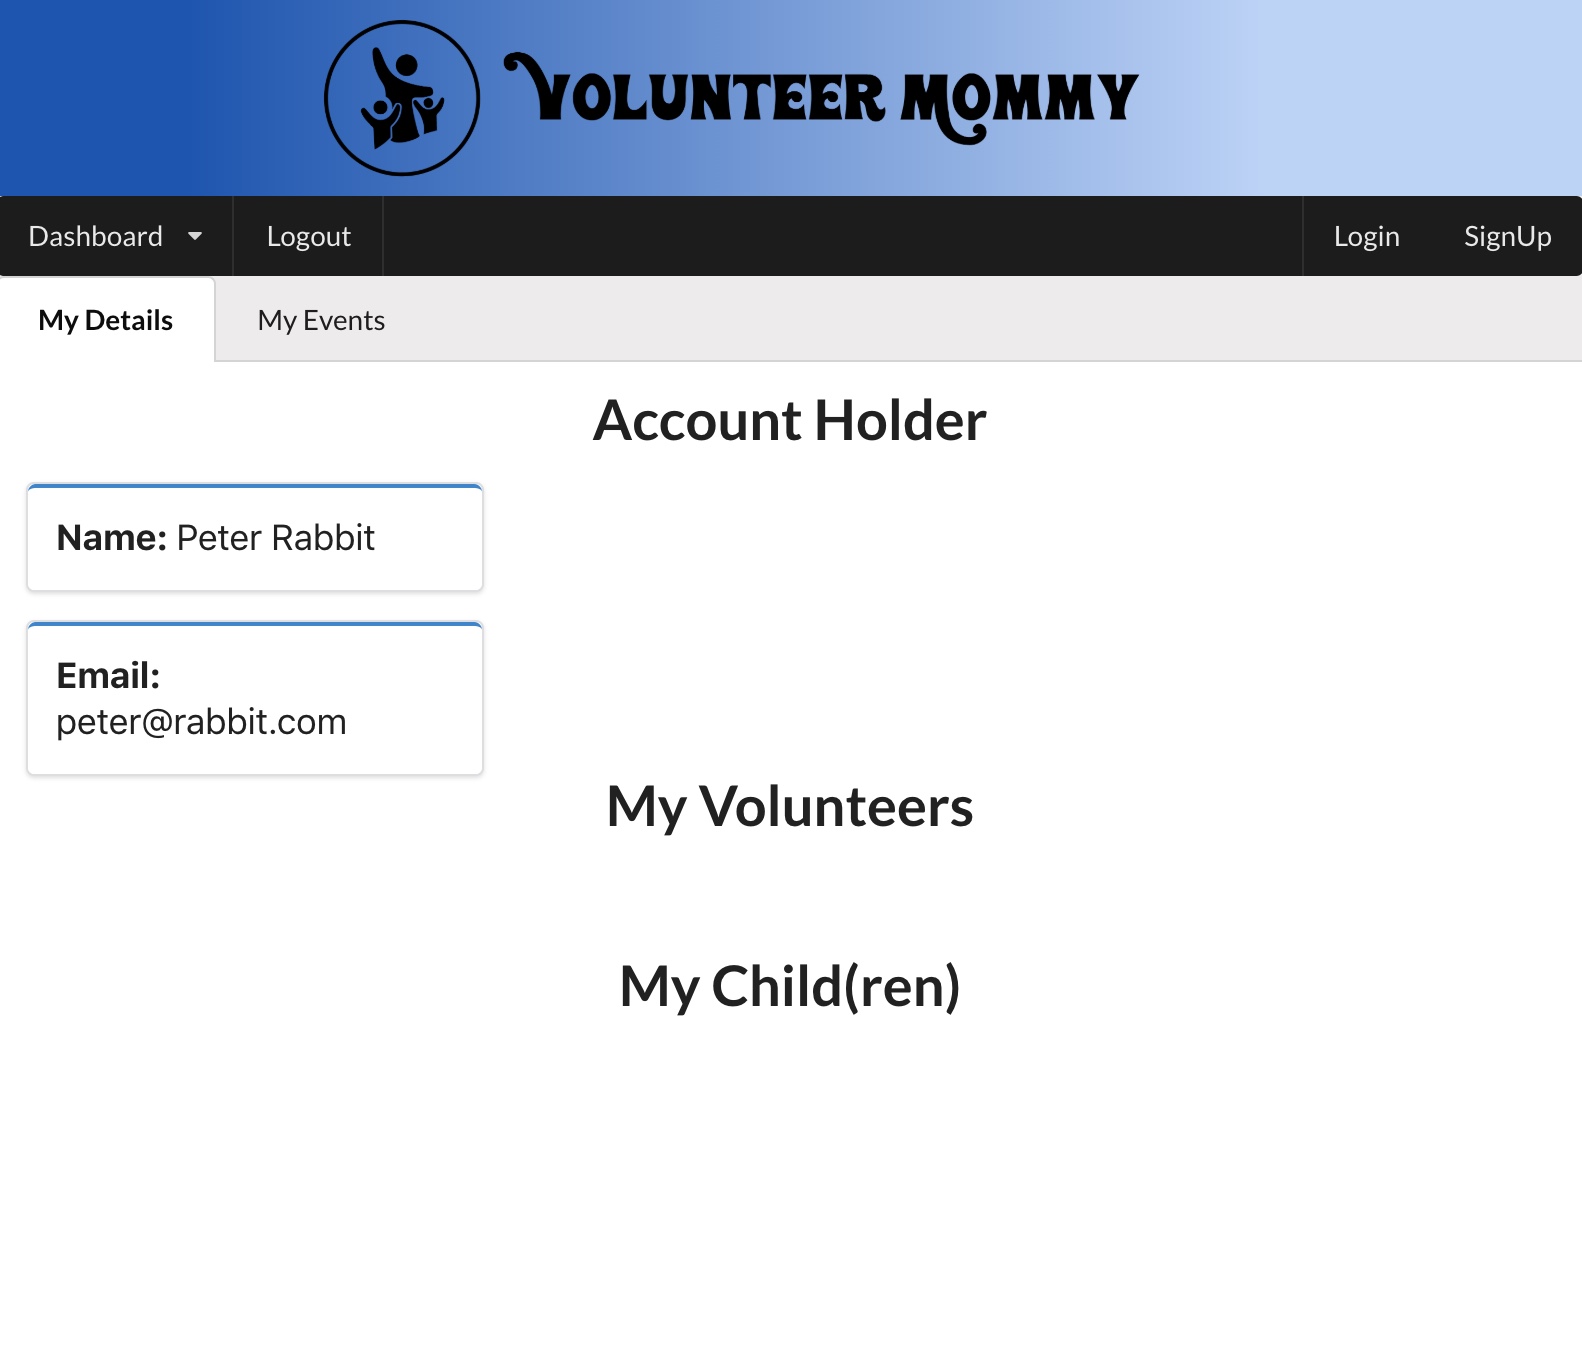 VOLUNTEER MOMMY
Dashboard Logout Login SignUp
My Details My Events
Account Holder
Name: Peter Rabbit
Email:
peter@rabbit.com
My Volunteers
My Child(ren)